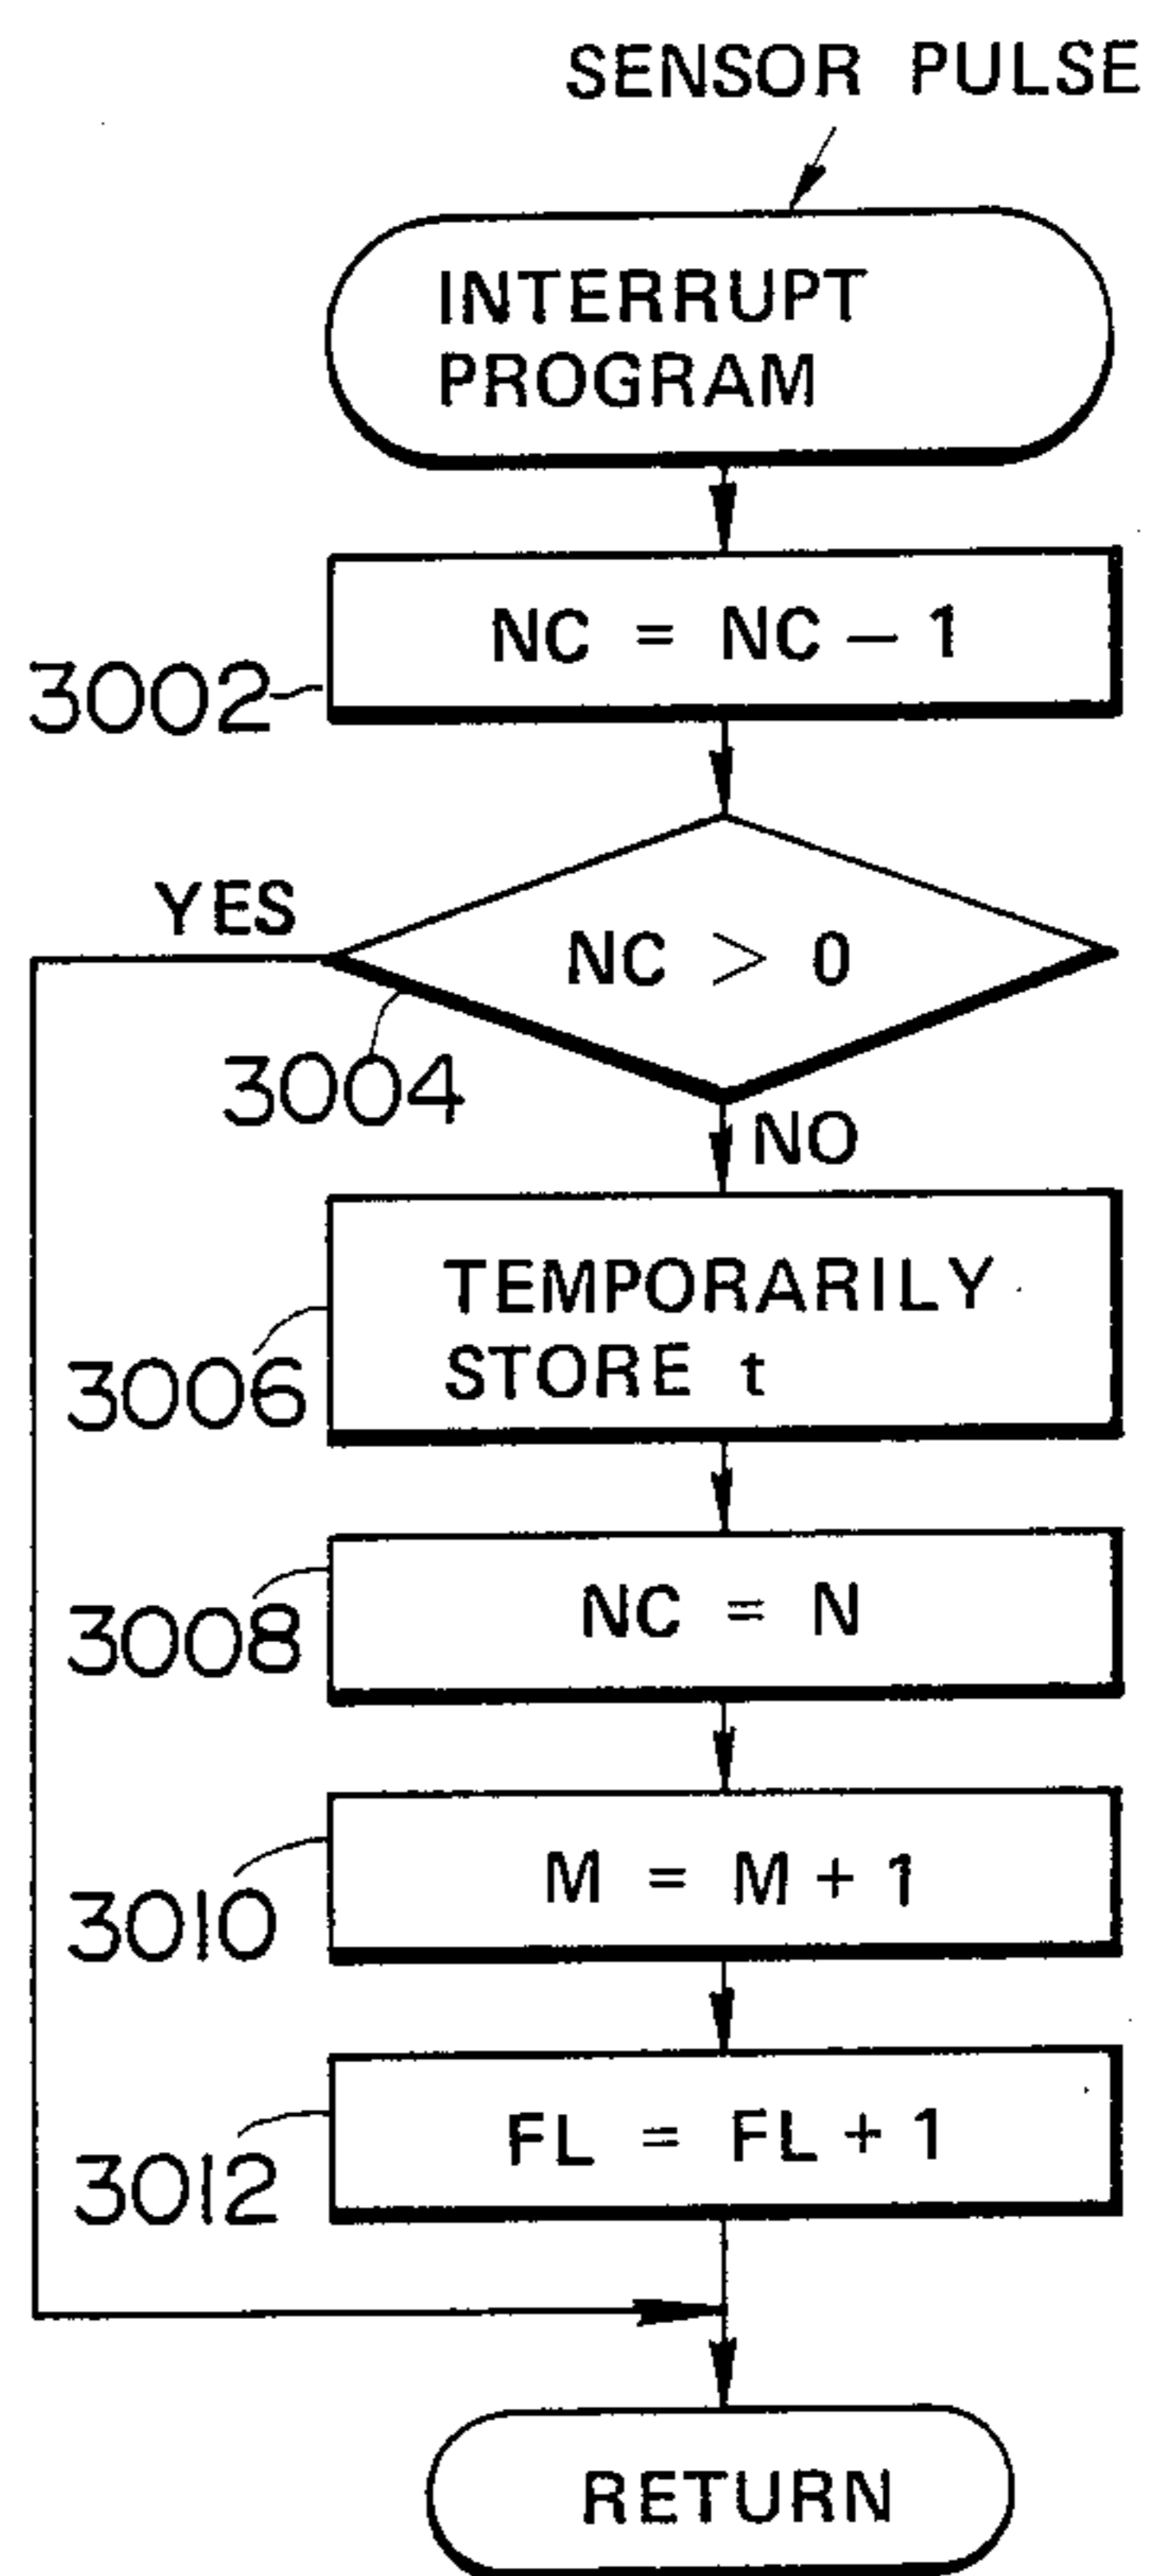 SENSOR PULSE
INTERRUPT
PROGRAM
NC = NC − 1
3002
YES
NC > 0
3004
NO
TEMPORARILY
STORE t
3006
NC = N
3008
M = M + 1
3010
FL = FL + 1
3012
RETURN